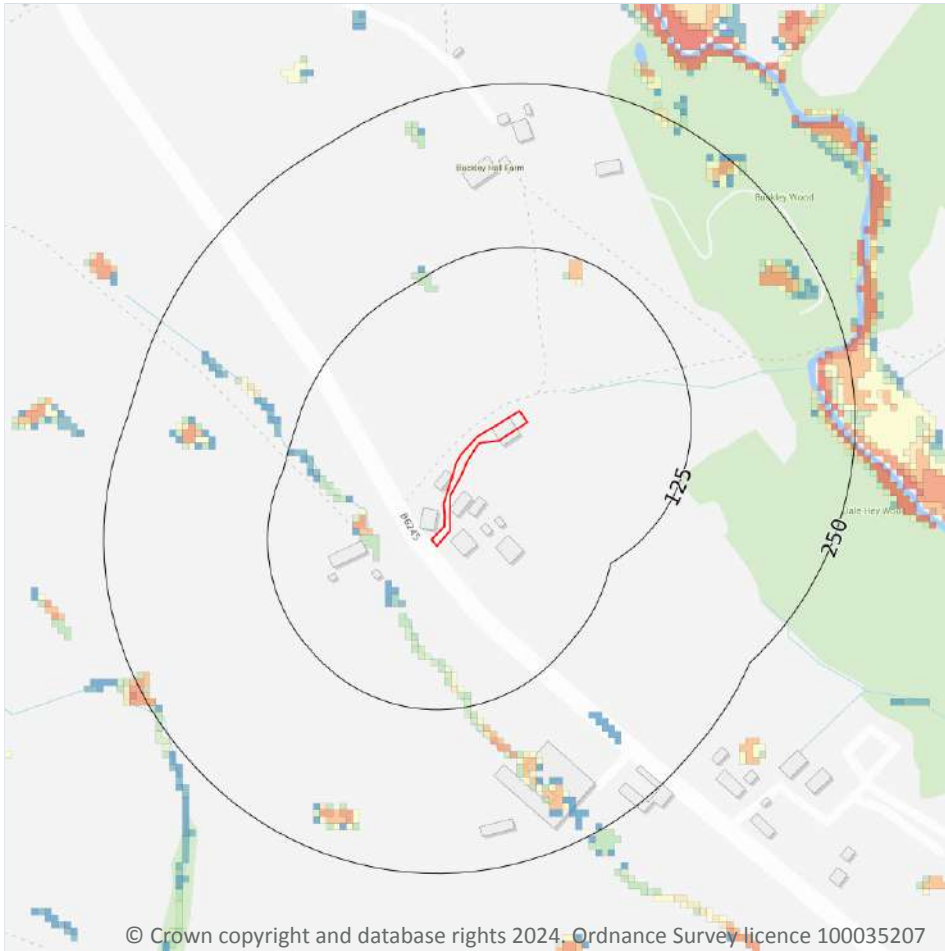 Buckley Hall Farm
Buckley Wood
125
Dale Hey Wood
B6245
250
© Crown copyright and database rights 2024. Ordnance Survey licence 100035207